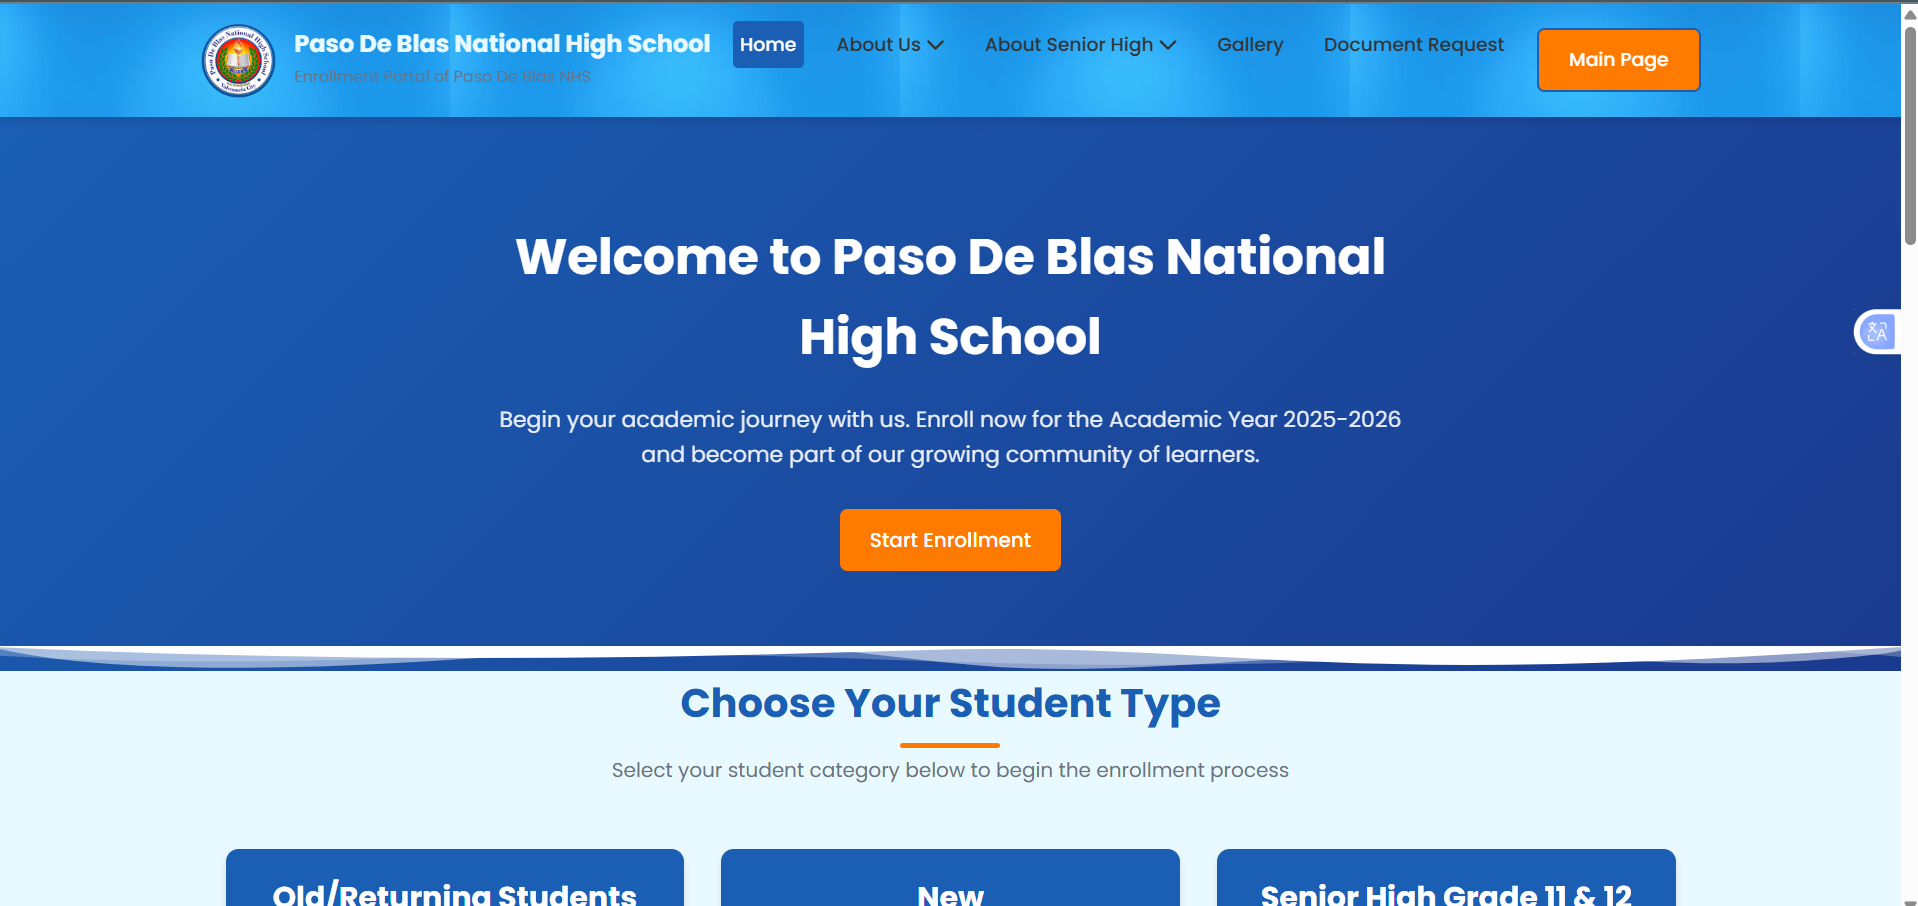 Paso De Blas National High School
Enrollment Portal of Paso De Blas NHS
Home
About Us
About Senior High
Gallery
Document Request
Main Page
Welcome to Paso De Blas National
High School
Begin your academic journey with us. Enroll now for the Academic Year 2025-2026
and become part of our growing community of learners.
Start Enrollment
Choose Your Student Type
Select your student category below to begin the enrollment process
Old/Returning Students
New
Senior High Grade 11 & 12